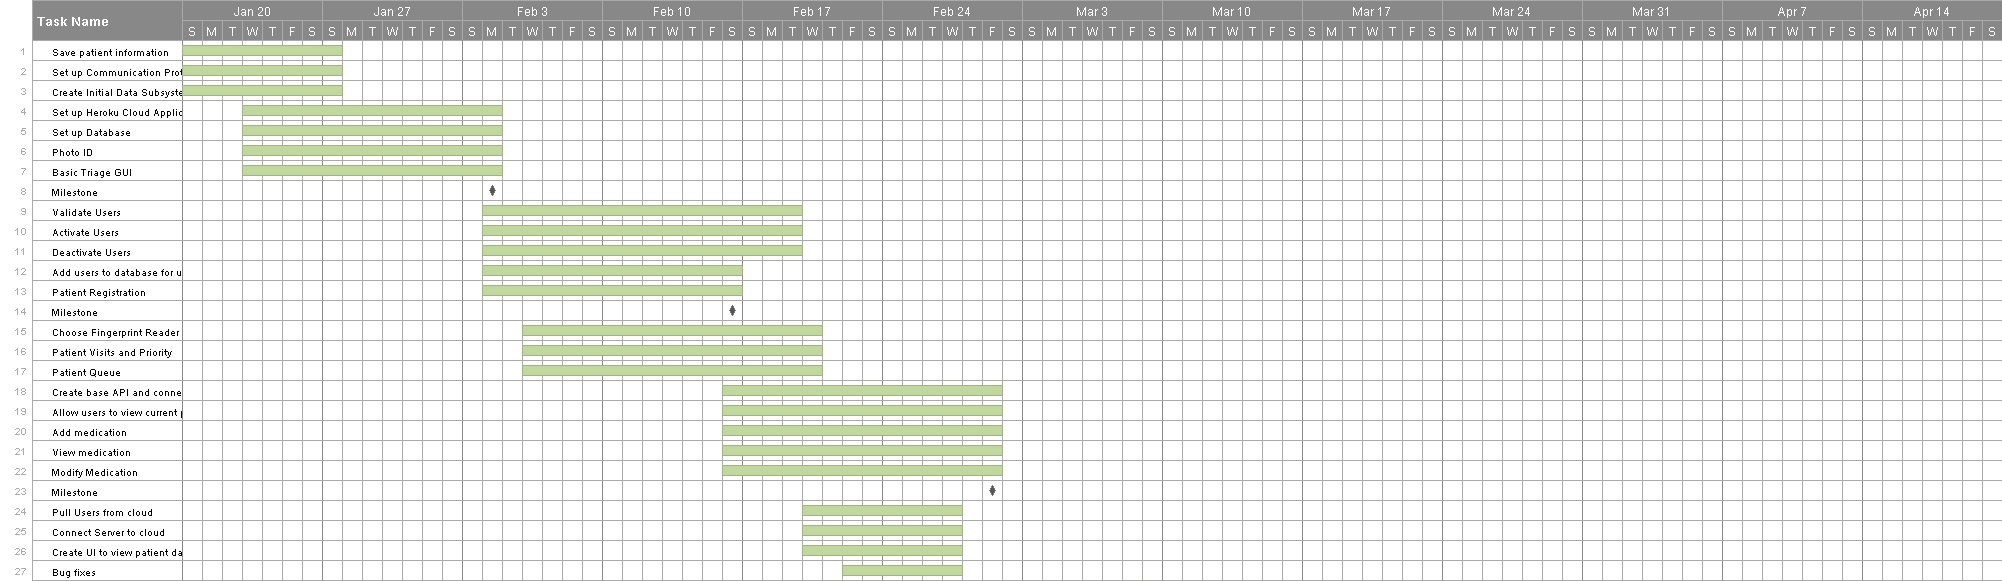 Task Name
Jan 20 Jan 27 Feb 3 Feb 10 Feb 17 Feb 24 Mar 3 Mar 10 Mar 17 Mar 24 Mar 31 Apr 7 Apr 14
S M T W T F S S M T W T F S S M T W T F S S M T W T F S S M T W T F S S M T W T F S S M T W T F S S M T W T F S S M T W T F S S M T W T F S S M T W T F S S M T W T F S S M T W T F S
1 Save patient information
2 Set up Communication Prot
3 Create Initial Data Subsyste
4 Set up Heroku Cloud Applic
5 Set up Database
6 Photo ID
7 Basic Triage GUI
8 Milestone
9 Validate Users
10 Activate Users
11 Deactivate Users
12 Add users to database for u
13 Patient Registration
14 Milestone
15 Choose Fingerprint Reader
16 Patient Visits and Priority
17 Patient Queue
18 Create base API and conne
19 Allow users to view current p
20 Add medication
21 View medication
22 Modify Medication
23 Milestone
24 Pull Users from cloud
25 Connect Server to cloud
26 Create UI to view patient da
27 Bug fixes